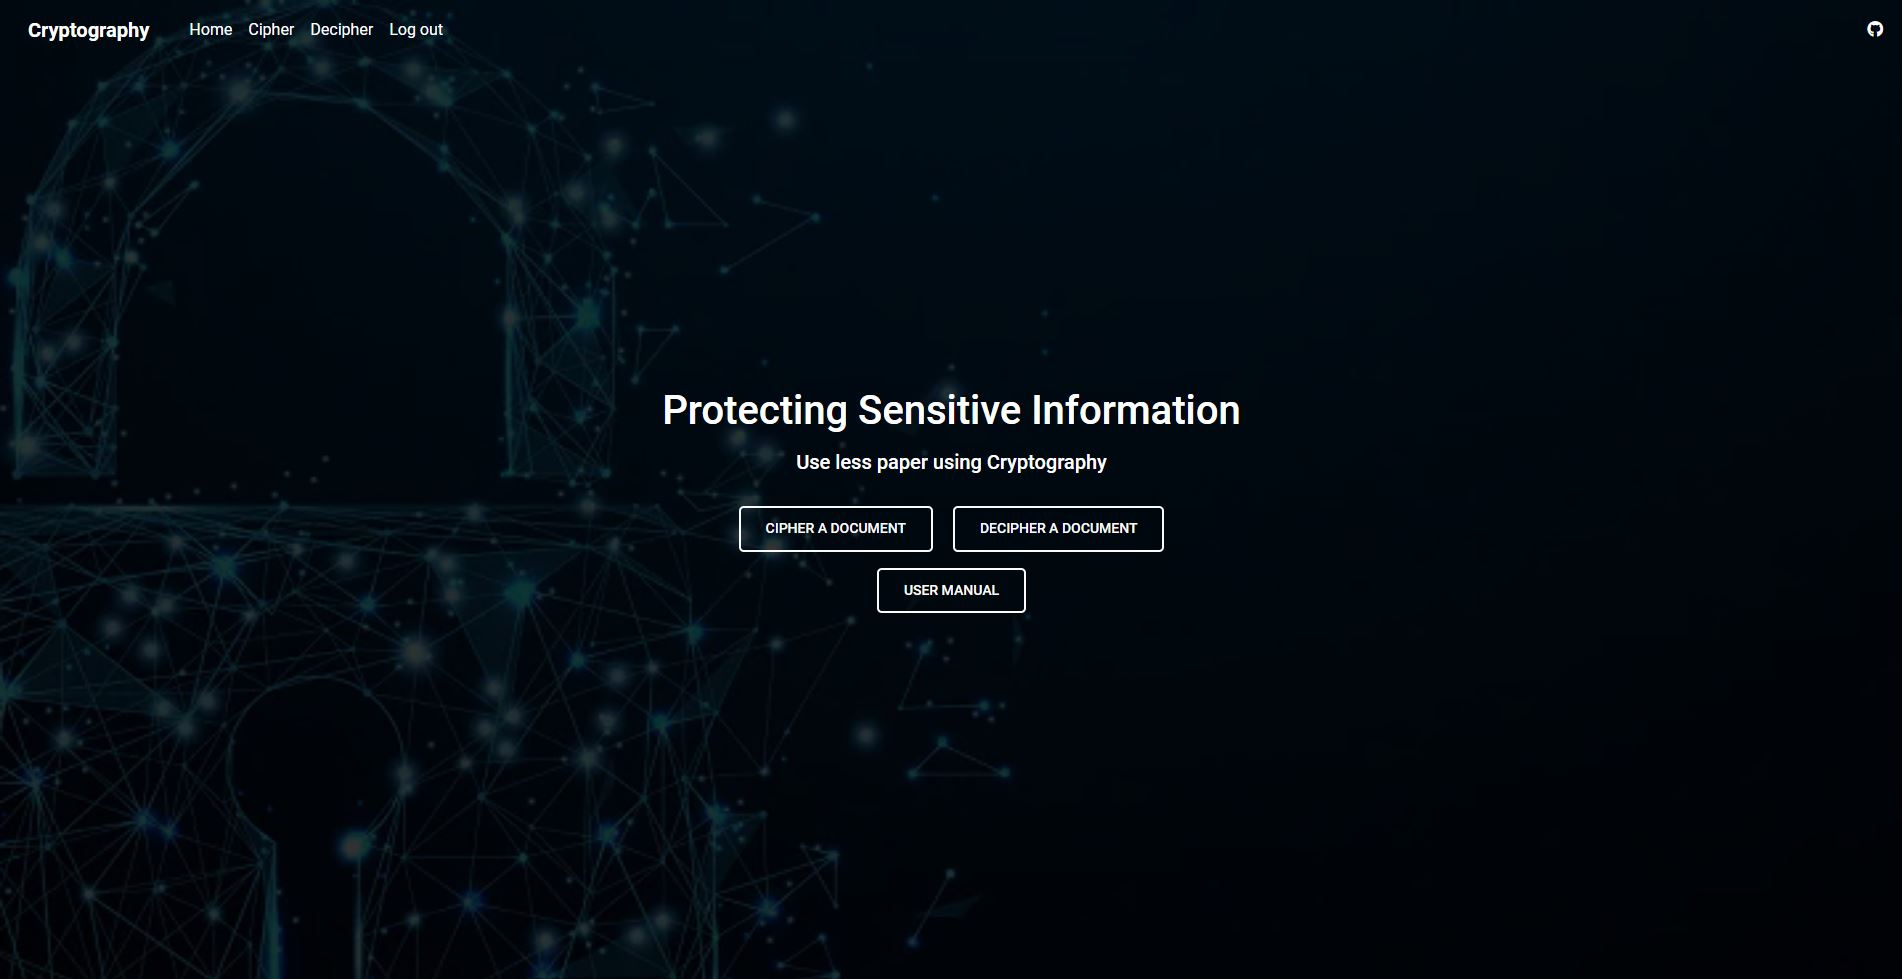 Cryptography Home Cipher Decipher Log out
Protecting Sensitive Information
Use less paper using Cryptography
CIPHER A DOCUMENT DECIPHER A DOCUMENT
USER MANUAL